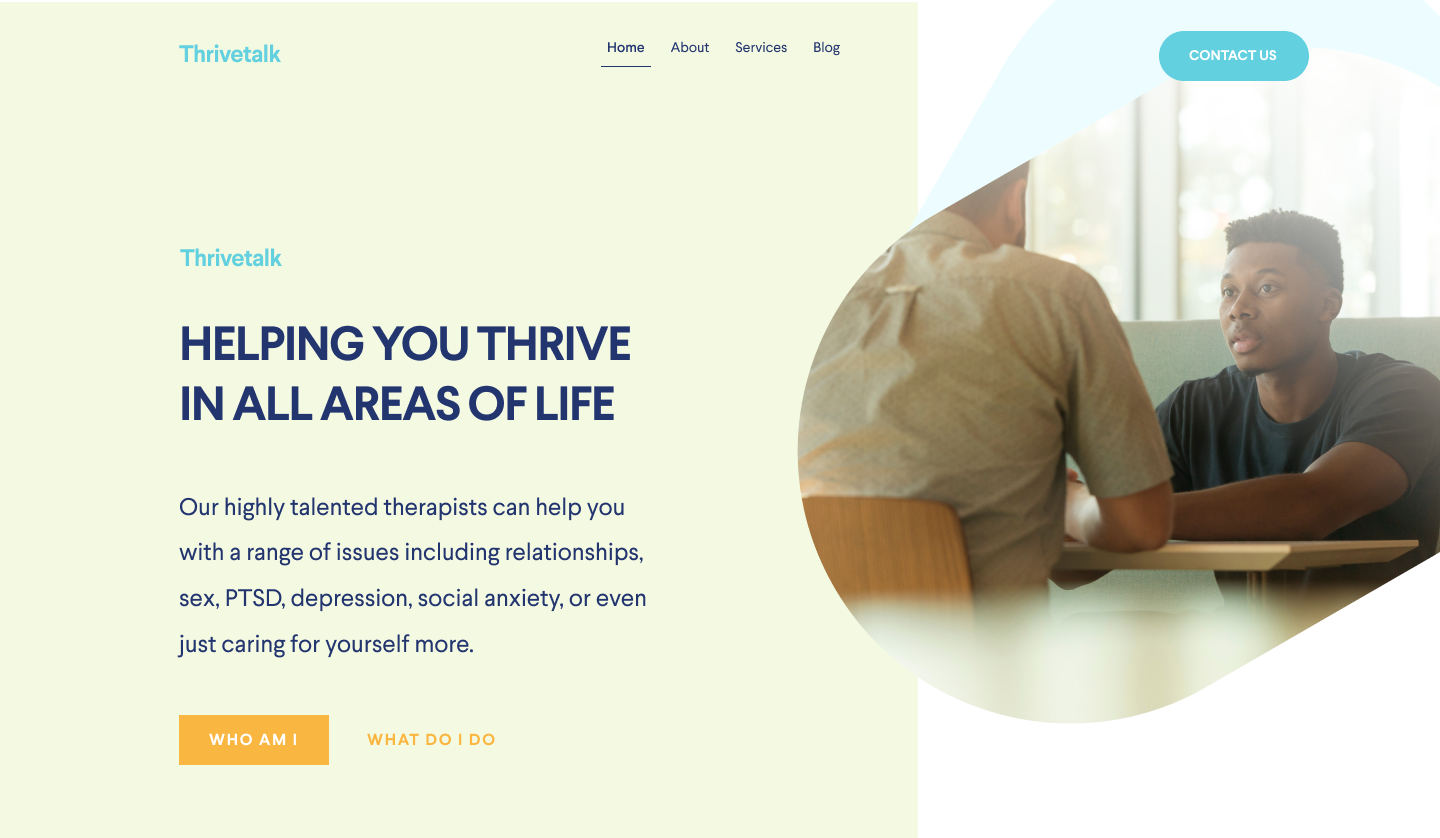 Thrivetalk
Home About Services Blog
CONTACT US
Thrivetalk
HELPING YOU THRIVE
IN ALL AREAS OF LIFE
Our highly talented therapists can help you
with a range of issues including relationships,
sex, PTSD, depression, social anxiety, or even
just caring for yourself more.
WHO AM I
WHAT DO I DO